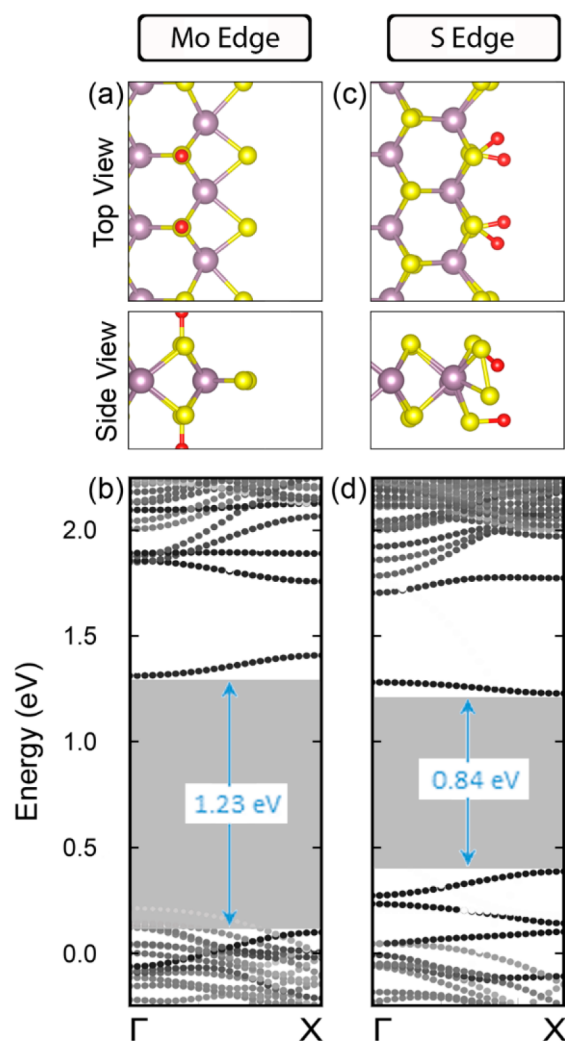 Mo Edge
S Edge
(a)
(c)
Top View
Side View
(b)
(d)
2.0
1.5
1.0
0.5
0.0
Energy (eV)
1.23 eV
0.84 eV
Γ
X
Γ
X